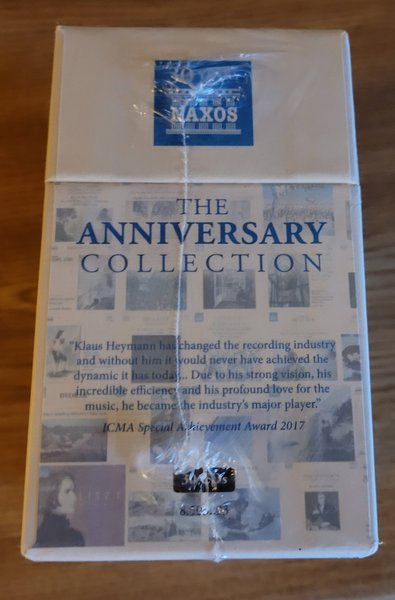 NAXOS
THE
ANNIVERSARY
COLLECTION
"Klaus Heymann has changed the recording industry
and without him it would never have achieved the
dynamic it has today... Due to his strong vision, his
incredible efficiency and his profound love for the
music, he became the industry's major player."
ICMA Special Achievement Award 2017
LISZT